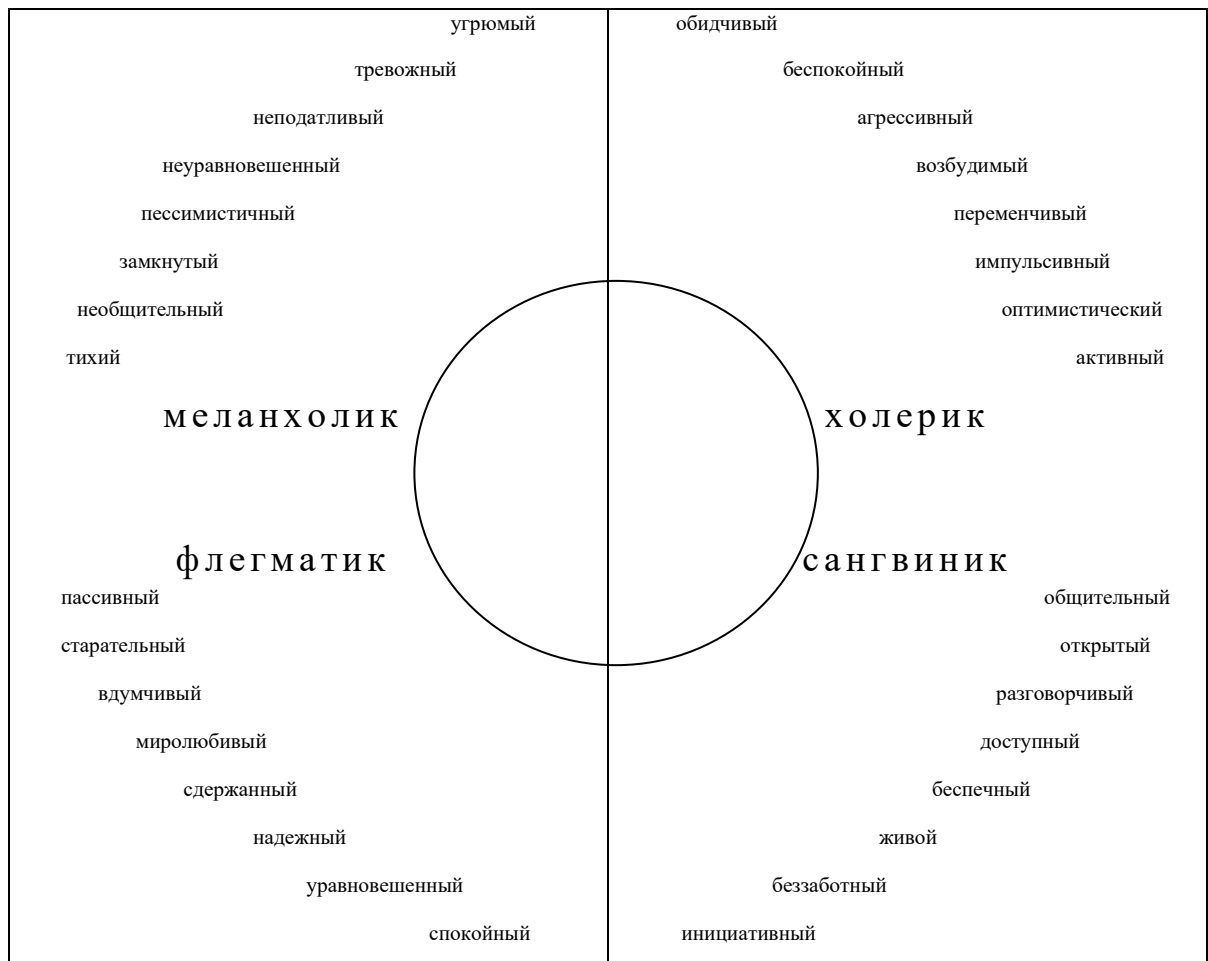 угрюмый обидчивый
тревожный беспокойный
неподатливый агрессивный
неуравновешенный возбудимый
пессимистичный переменчивый
замкнутый импульсивный
необщительный оптимистический
тихий активный
меланхолик холерик
флегматик сангвиник
пассивный общительный
старательный открытый
вдумчивый разговорчивый
миролюбивый доступный
сдержанный беспечный
надежный живой
уравновешенный беззаботный
спокойный инициативный